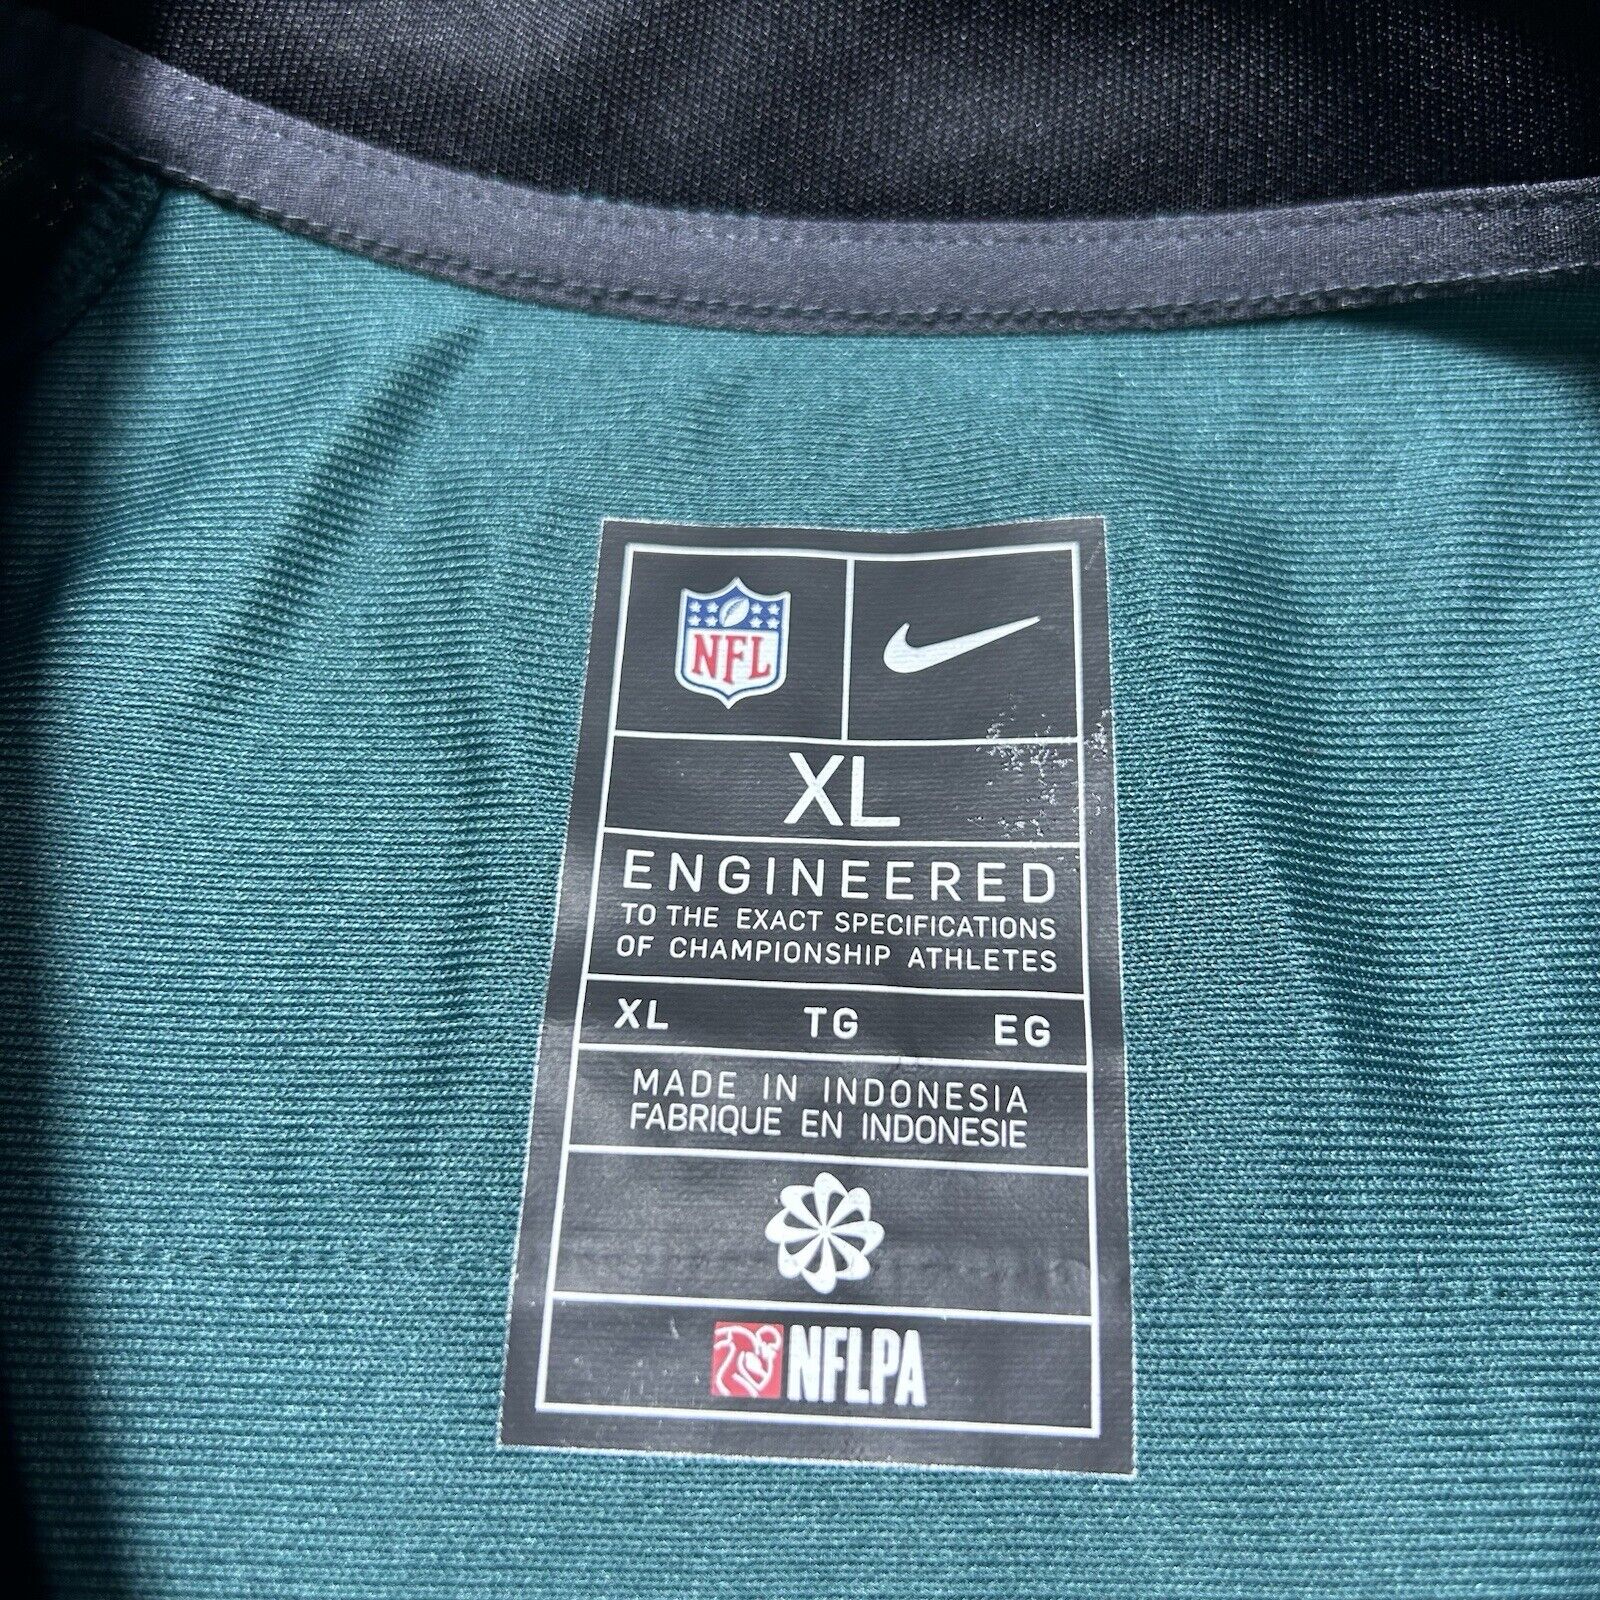 NFL
XL
ENGINEERED
TO THE EXACT SPECIFICATIONS
OF CHAMPIONSHIP ATHLETES
XL TG EG
MADE IN INDONESIA
FABRIQUE EN INDONESIE
NFLPA